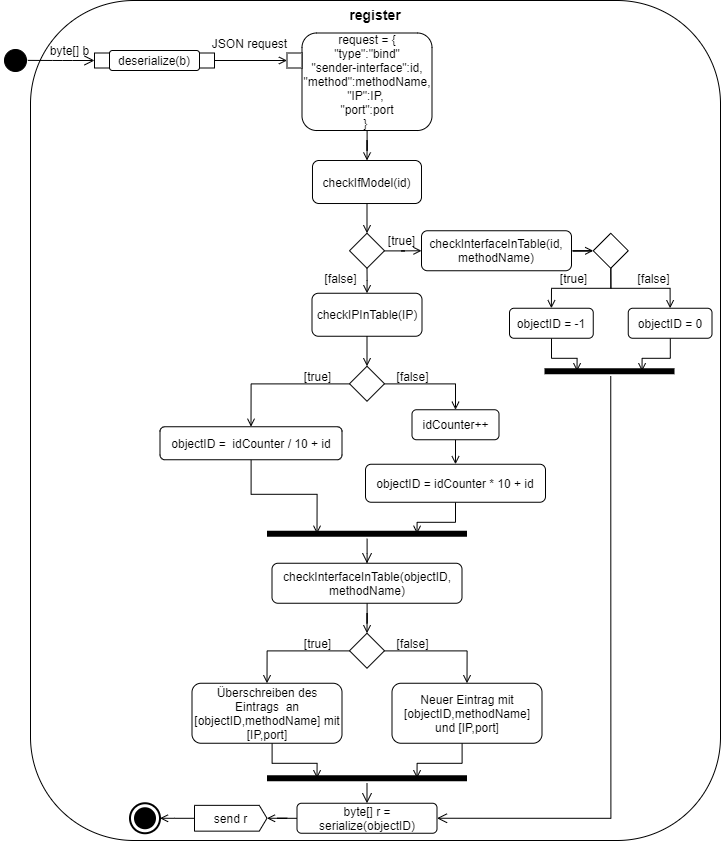 register
byte[] b
deserialize(b)
JSON request
request = {
"type":"bind"
"sender-interface":id,
"method":methodName,
"IP":IP,
"port":port
}
checkIfModel(id)
[true]
checkInterfaceInTable(id,
methodName)
[false]
[true]
[false]
checkIPInTable(IP)
objectID = -1
objectID = 0
[true]
[false]
idCounter++
objectID =  idCounter / 10 + id
objectID = idCounter * 10 + id
checkInterfaceInTable(objectID,
methodName)
[true]
[false]
Überschreiben des
Eintrags  an
[objectID,methodName] mit
[IP,port]
Neuer Eintrag mit
[objectID,methodName]
und [IP,port]
send r
byte[] r =
serialize(objectID)